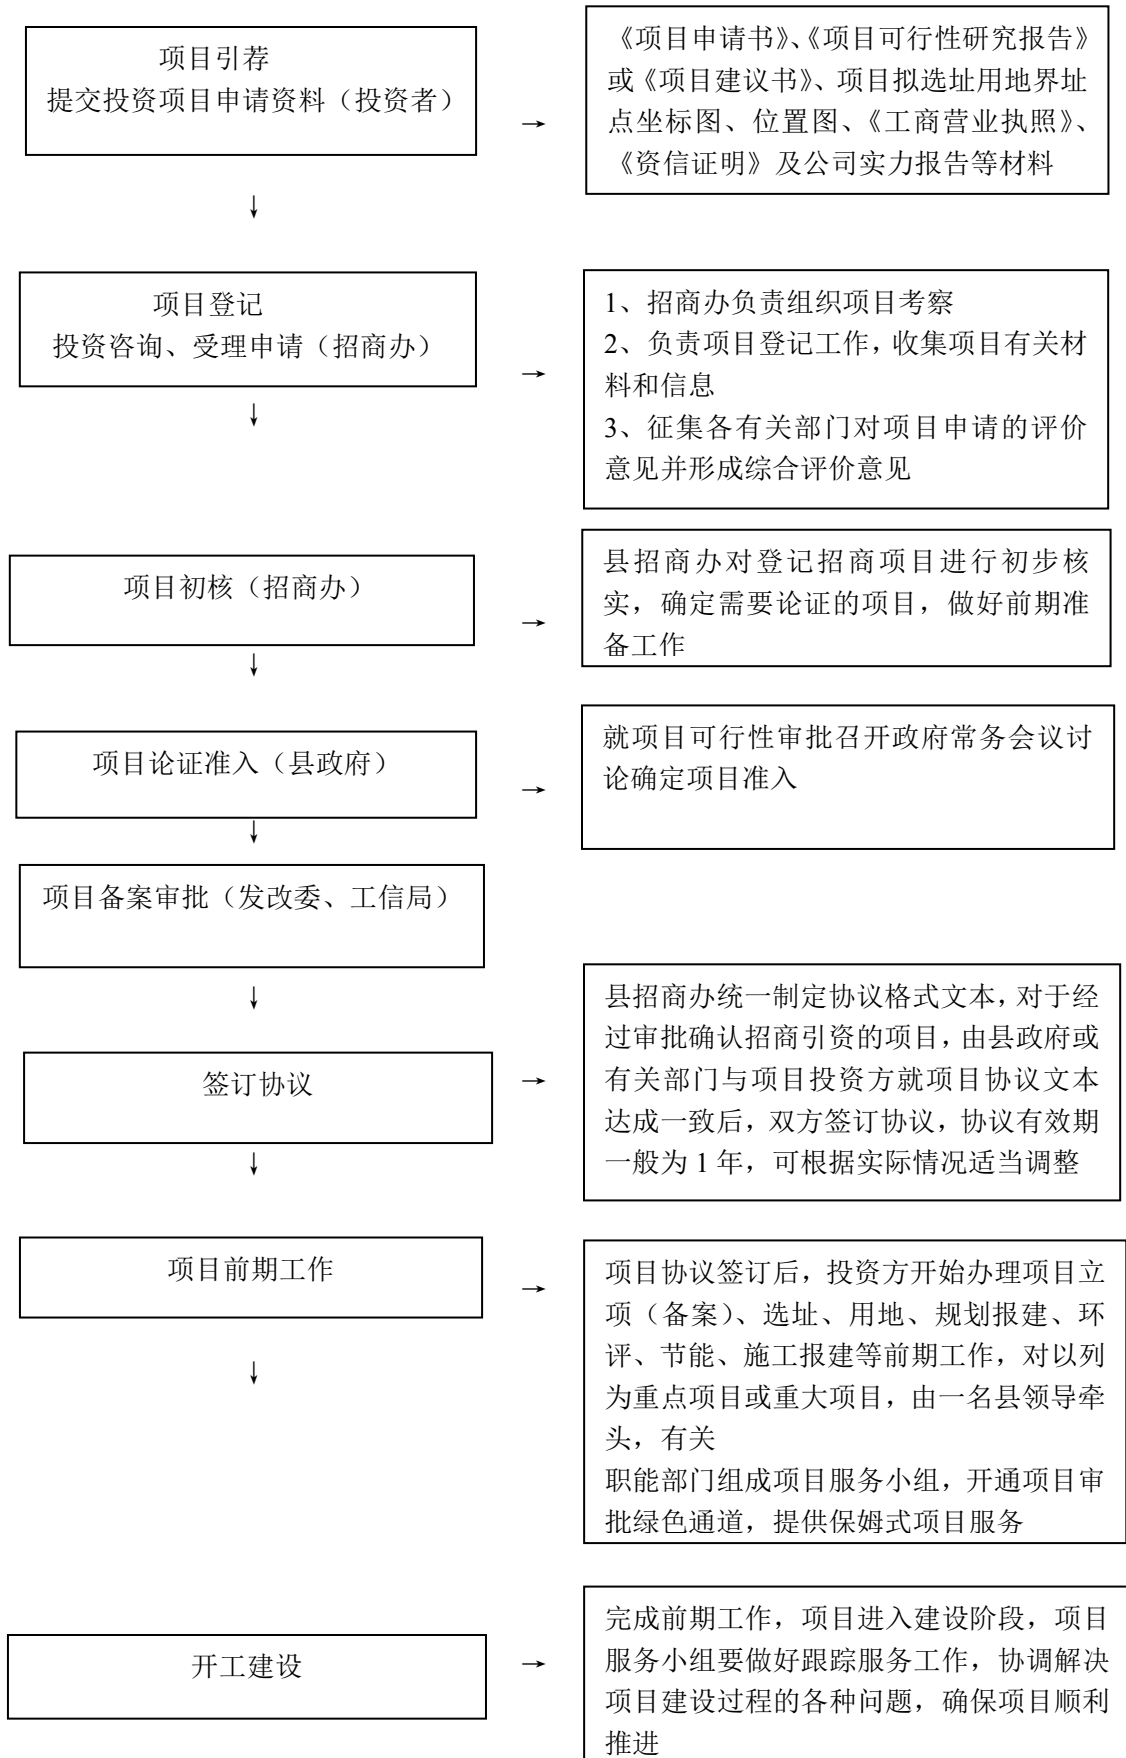 项目引荐
提交投资项目申请资料（投资者）
→
《项目申请书》、《项目可行性研究报告》
或《项目建议书》、项目拟选址用地界址
点坐标图、位置图、《工商营业执照》、
《资信证明》及公司实力报告等材料
↓
项目登记
投资咨询、受理申请（招商办）
→
1、招商办负责组织项目考察
2、负责项目登记工作，收集项目有关材
料和信息
3、征集各有关部门对项目申请的评价
意见并形成综合评价意见
↓
项目初核（招商办）
→
县招商办对登记招商项目进行初步核
实，确定需要论证的项目，做好前期准
备工作
↓
项目论证准入（县政府）
→
就项目可行性审批召开政府常务会议讨
论确定项目准入
↓
项目备案审批（发改委、工信局）
↓
签订协议
→
县招商办统一制定协议格式文本，对于经
过审批确认招商引资的项目，由县政府或
有关部门与项目投资方就项目协议文本
达成一致后，双方签订协议，协议有效期
一般为 1 年，可根据实际情况适当调整
↓
项目前期工作
→
项目协议签订后，投资方开始办理项目立
项（备案）、选址、用地、规划报建、环
评、节能、施工报建等前期工作，对以列
为重点项目或重大项目，由一名县领导牵
头，有关
职能部门组成项目服务小组，开通项目审
批绿色通道，提供保姆式项目服务
↓
开工建设
→
完成前期工作，项目进入建设阶段，项目
服务小组要做好跟踪服务工作，协调解决
项目建设过程的各种问题，确保项目顺利
推进